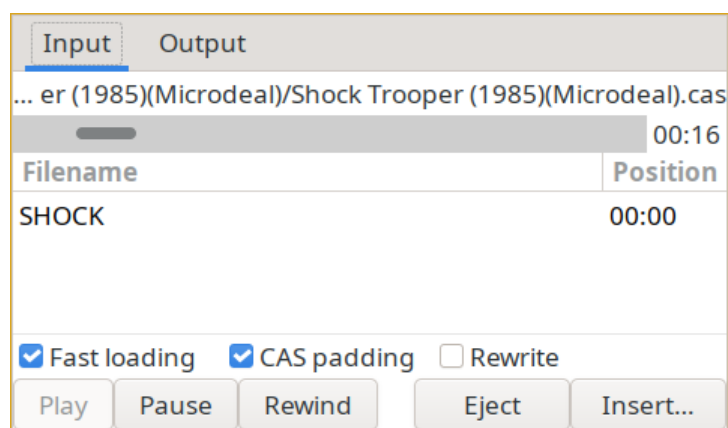 Input Output
... er (1985)(Microdeal)/Shock Trooper (1985)(Microdeal).cas
00:16
Filename Position
SHOCK 00:00
Fast loading CAS padding Rewrite
Play Pause Rewind Eject Insert...